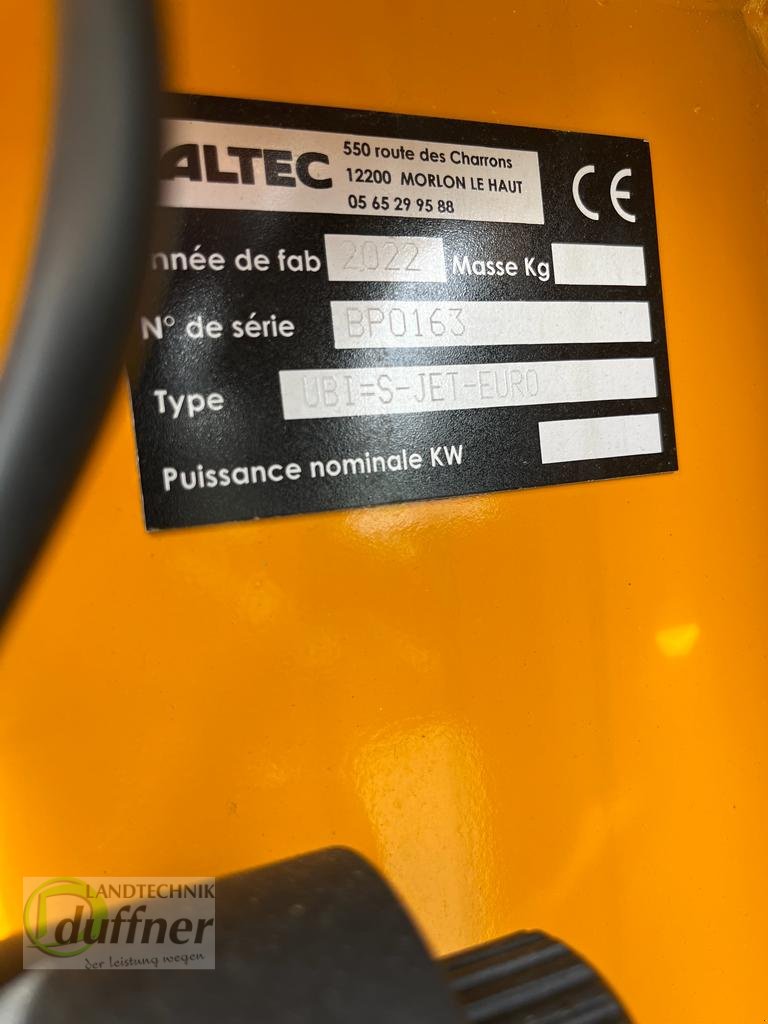 ALTEC
550 route des Charrons
12200 MORLON LE HAUT
05 65 29 95 88
CE
nnée de fab 2022 Masse Kg
N° de série BP0163
Type UBI=S-JET-EURO
Puissance nominale KW
LANDTECHNIK
duffner
der leistung wegen